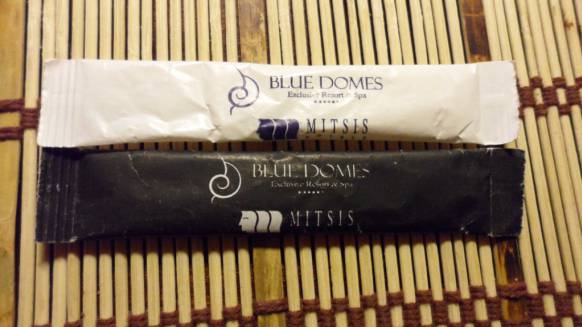 BLUE DOMES
Exclusive Resort & Spa
MITSIS
BLUE DOMES
Exclusive Resort & Spa
MITSIS